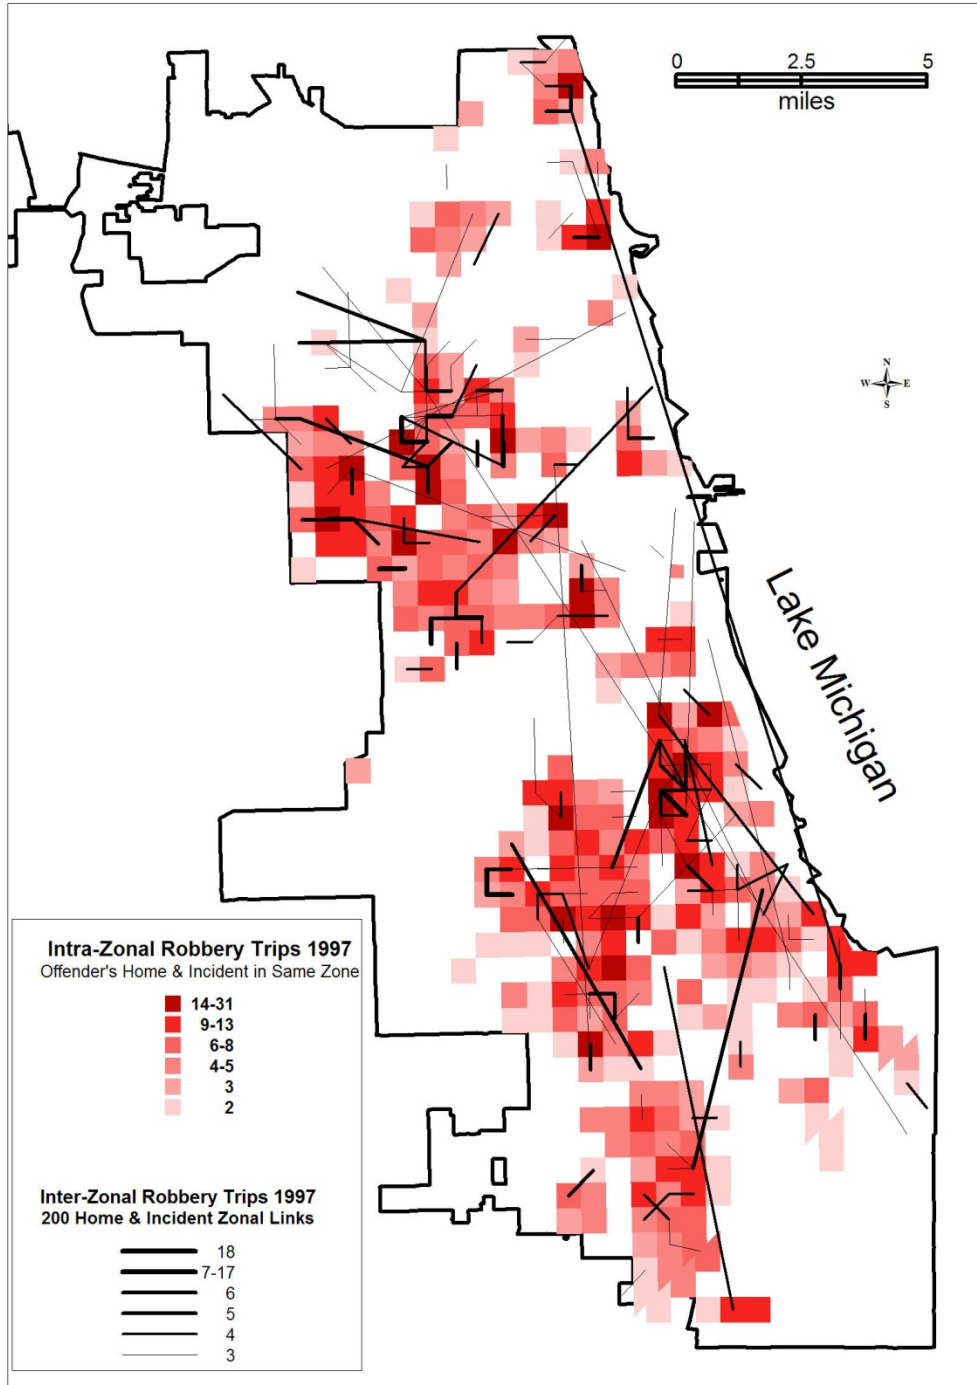 0 2.5 5
miles
N
W E
S
Lake Michigan
Intra-Zonal Robbery Trips 1997
Offender's Home & Incident in Same Zone
14-31
9-13
6-8
4-5
3
2
Inter-Zonal Robbery Trips 1997
200 Home & Incident Zonal Links
18
7-17
6
5
4
3